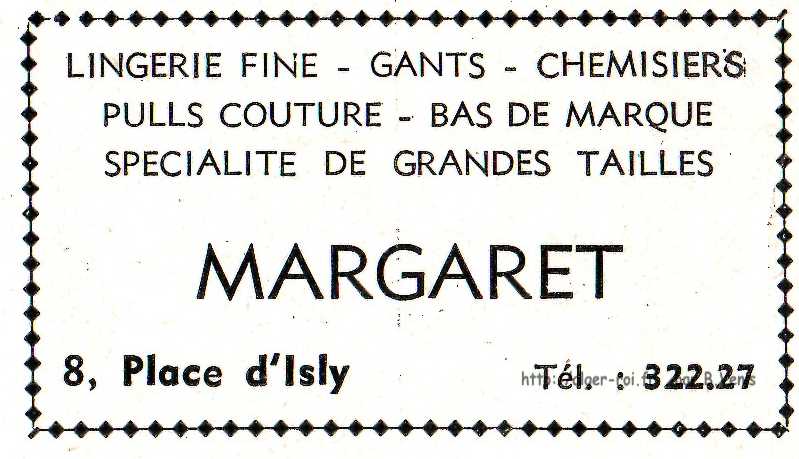 LINGERIE FINE - GANTS - CHEMISIERS
PULLS COUTURE - BAS DE MARQUE
SPECIALITE DE GRANDES TAILLES
MARGARET
8, Place d'Isly Tél. : 322.27